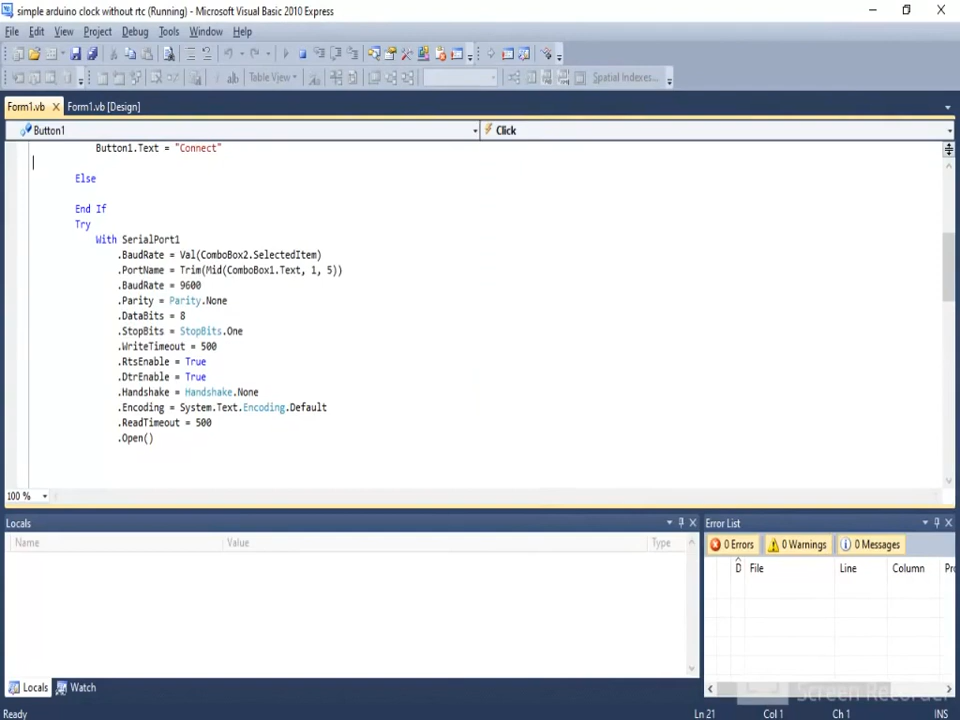 simple arduino clock without rtc (Running) - Microsoft Visual Basic 2010 Express
File Edit View Project Debug Tools Window Help
ab Table View Spatial Indexes...
Form1.vb Form1.vb [Design]
Button1 Click
Button1.Text = "Connect"
Else
End If
Try
With SerialPort1
.BaudRate = Val(ComboBox2.SelectedItem)
.PortName = Trim(Mid(ComboBox1.Text, 1, 5))
.BaudRate = 9600
.Parity = Parity.None
.DataBits = 8
.StopBits = StopBits.One
.WriteTimeout = 500
.RtsEnable = True
.DtrEnable = True
.Handshake = Handshake.None
.Encoding = System.Text.Encoding.Default
.ReadTimeout = 500
.Open()
100 %
Locals Error List
Name Value Type 0 Errors 0 Warnings 0 Messages
D File Line Column Pro
Locals Watch
Screen Recorder
Ready Ln 21 Col 1 Ch 1 INS